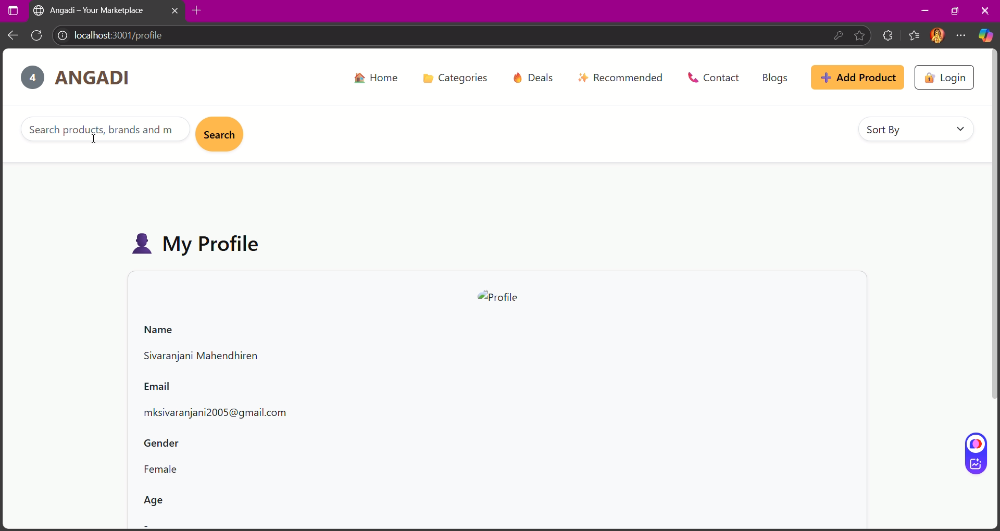 Angadi – Your Marketplace
localhost:3001/profile
4 ANGADI Home Categories Deals Recommended Contact Blogs Add Product Login
Search products, brands and m Search Sort By
My Profile
Profile
Name
Sivaranjani Mahendhiren
Email
mksivaranjani2005@gmail.com
Gender
Female
Age
-